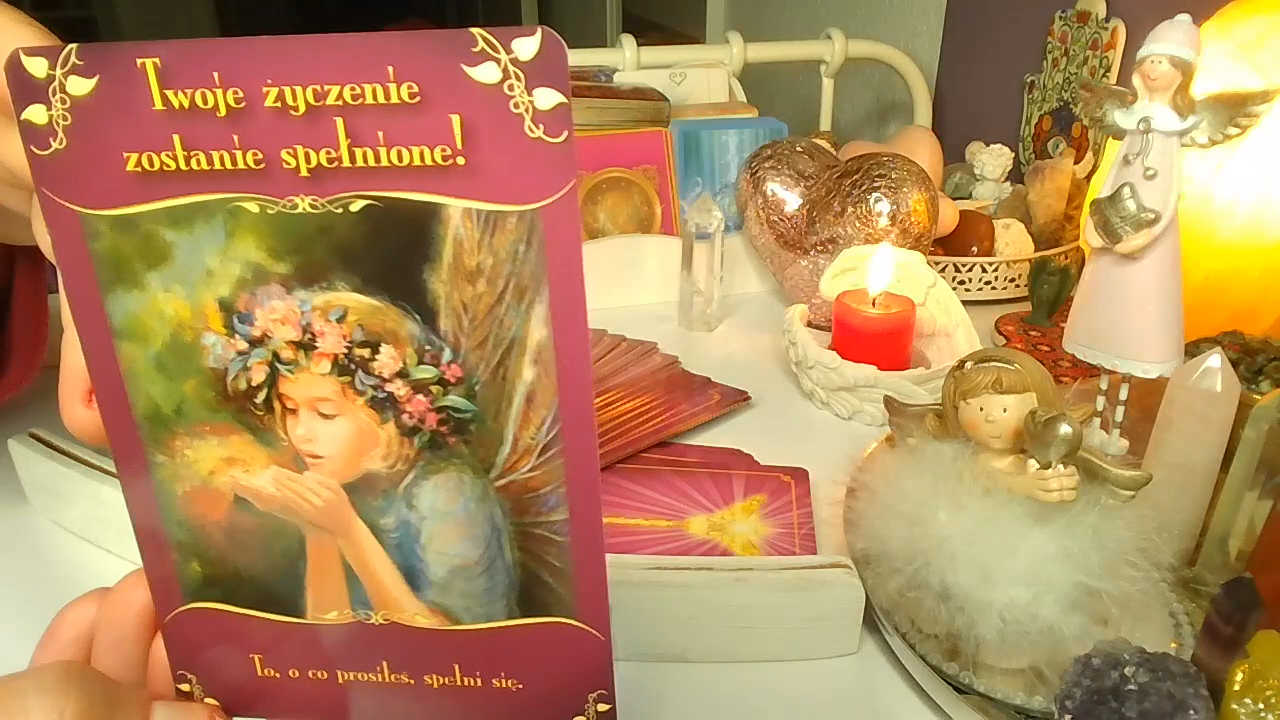 Twoje życzenie
zostanie spełnione!
To, o co prosiłeś, spełni się.